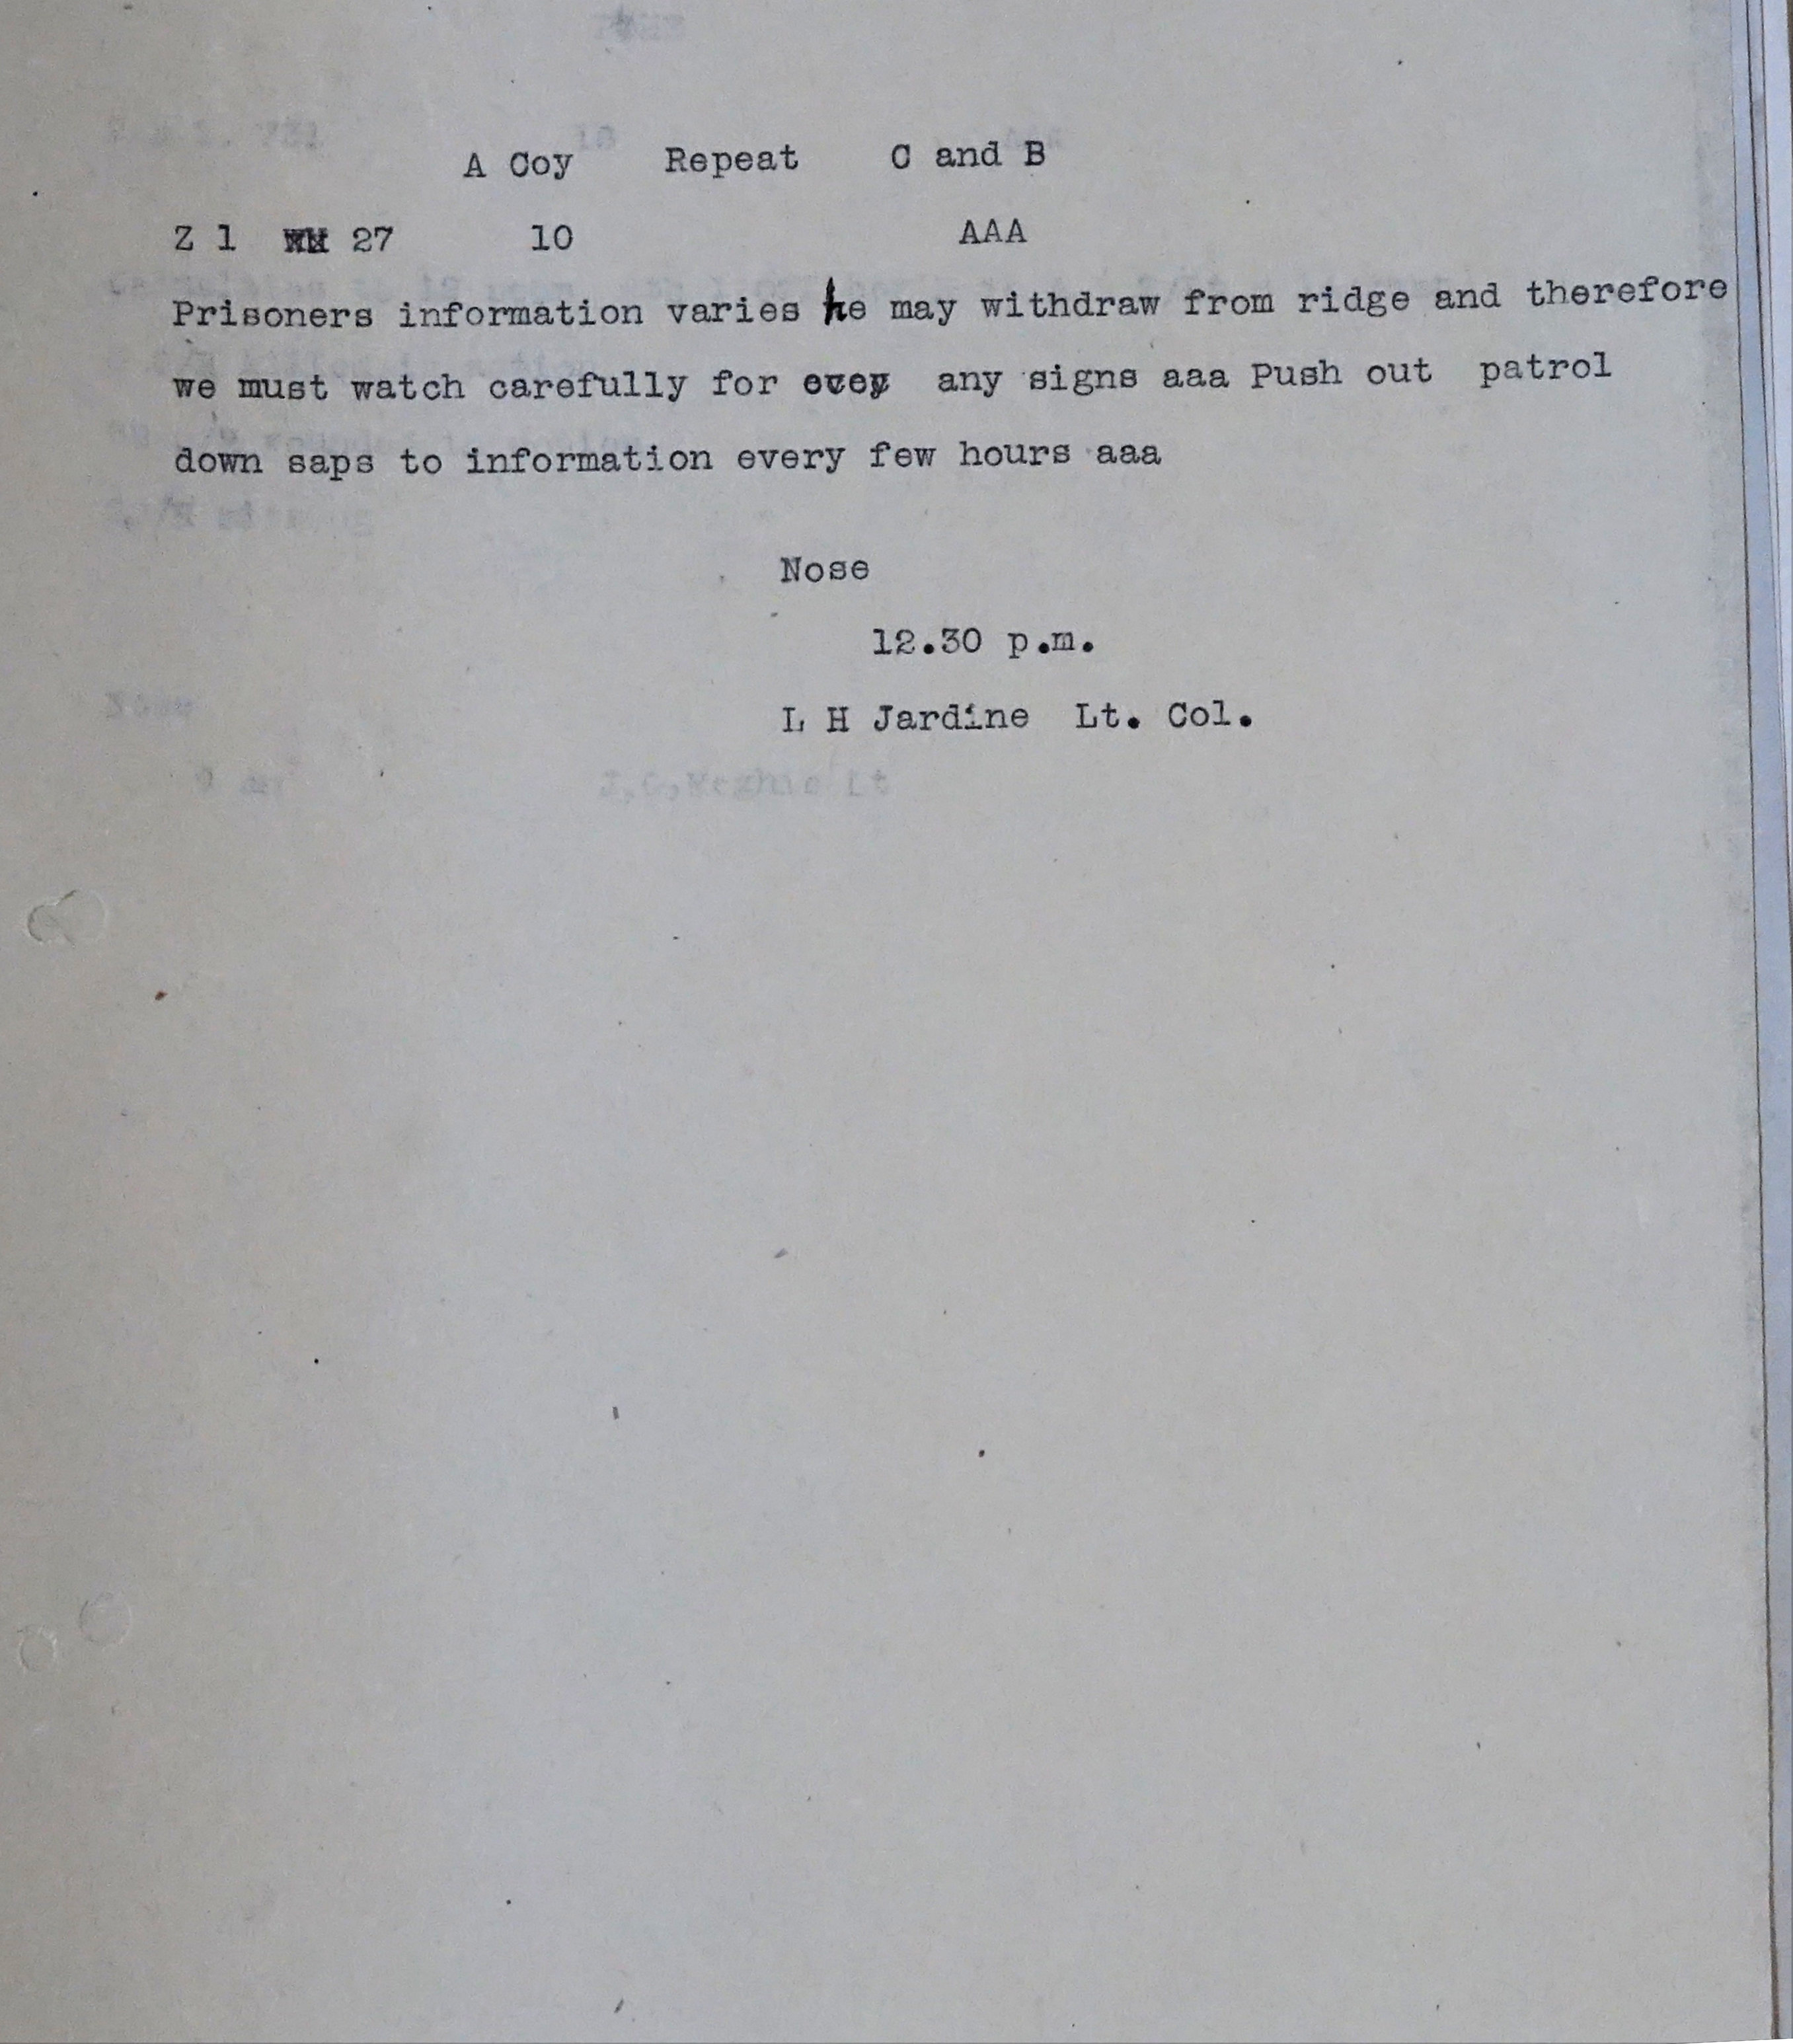 A Coy Repeat C and B
Z 1 27 10 AAA
Prisoners information varies he may withdraw from ridge and therefore
we must watch carefully for any signs aaa Push out patrol
down saps to information every few hours aaa
Nose
12.30 p.m.
L H Jardine Lt. Col.